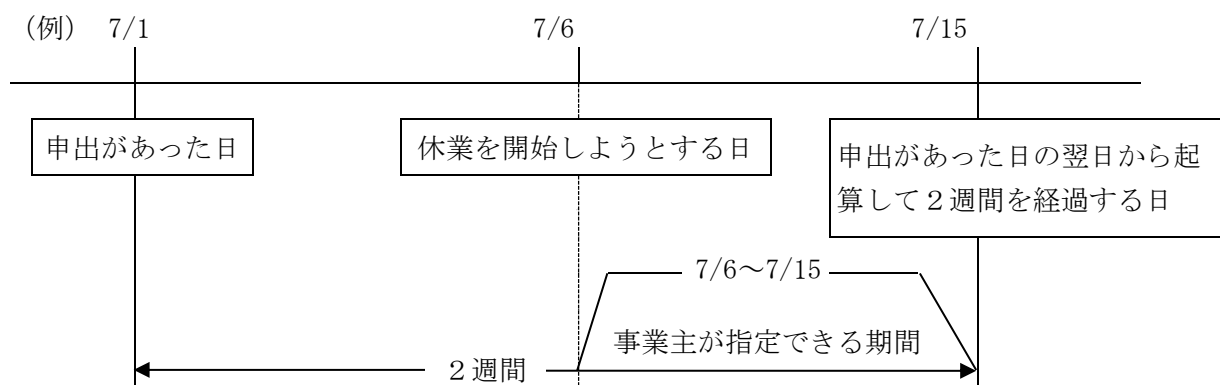 (例) 7/1 7/6 7/15
申出があった日
休業を開始しようとする日
申出があった日の翌日から起
算して２週間を経過する日
7/6～7/15
事業主が指定できる期間
２週間